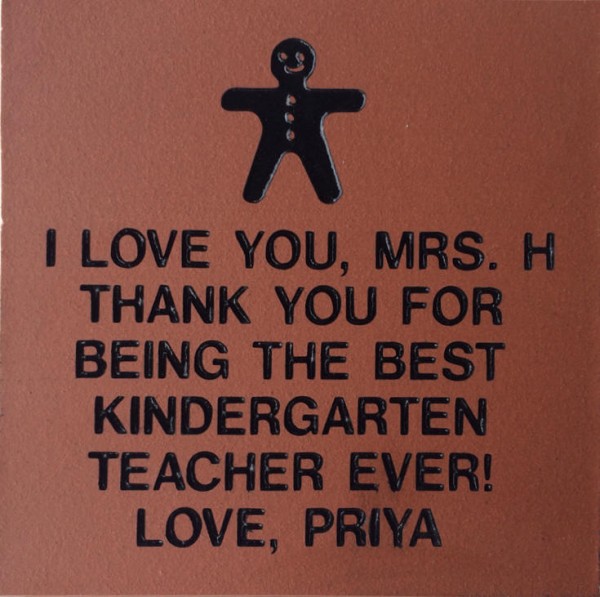 I LOVE YOU, MRS. H
THANK YOU FOR
BEING THE BEST
KINDERGARTEN
TEACHER EVER!
LOVE, PRIYA